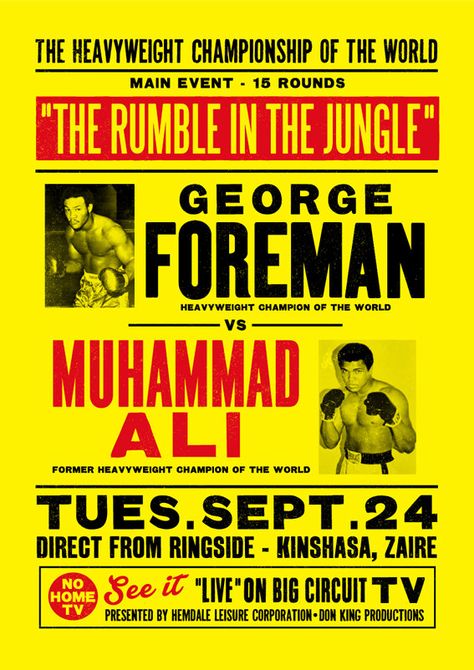 THE HEAVYWEIGHT CHAMPIONSHIP OF THE WORLD
MAIN EVENT - 15 ROUNDS
"THE RUMBLE IN THE JUNGLE"
GEORGE
FOREMAN
HEAVYWEIGHT CHAMPION OF THE WORLD
VS
MUHAMMAD
ALI
FORMER HEAVYWEIGHT CHAMPION OF THE WORLD
TUES.SEPT.24
DIRECT FROM RINGSIDE - KINSHASA, ZAIRE
NO HOME TV
See it "LIVE" ON BIG CIRCUIT TV
PRESENTED BY HEMDALE LEISURE CORPORATION • DON KING PRODUCTIONS